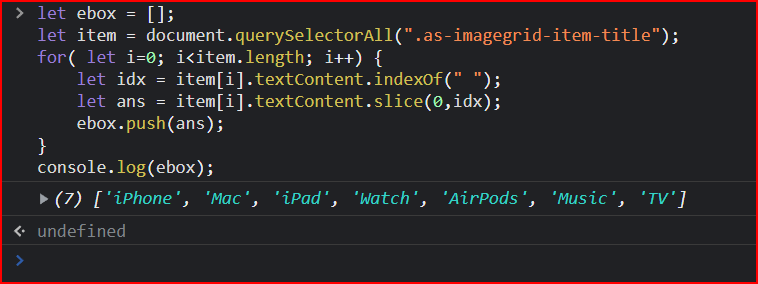 let ebox = [];
let item = document.querySelectorAll(".as-imagegrid-item-title");
for( let i=0; i<item.length; i++) {
    let idx = item[i].textContent.indexOf(" ");
    let ans = item[i].textContent.slice(0,idx);
    ebox.push(ans);
}
console.log(ebox);
(7) ['iPhone', 'Mac', 'iPad', 'Watch', 'AirPods', 'Music', 'TV']
undefined